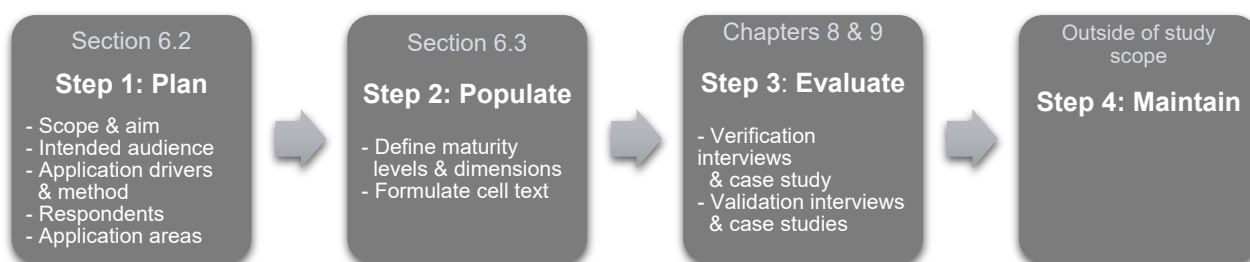 Section 6.2
Step 1: Plan
- Scope & aim
- Intended audience
- Application drivers
& method
- Respondents
- Application areas
Section 6.3
Step 2: Populate
- Define maturity
levels & dimensions
- Formulate cell text
Chapters 8 & 9
Step 3: Evaluate
- Verification
interviews
& case study
- Validation interviews
& case studies
Outside of study
scope
Step 4: Maintain